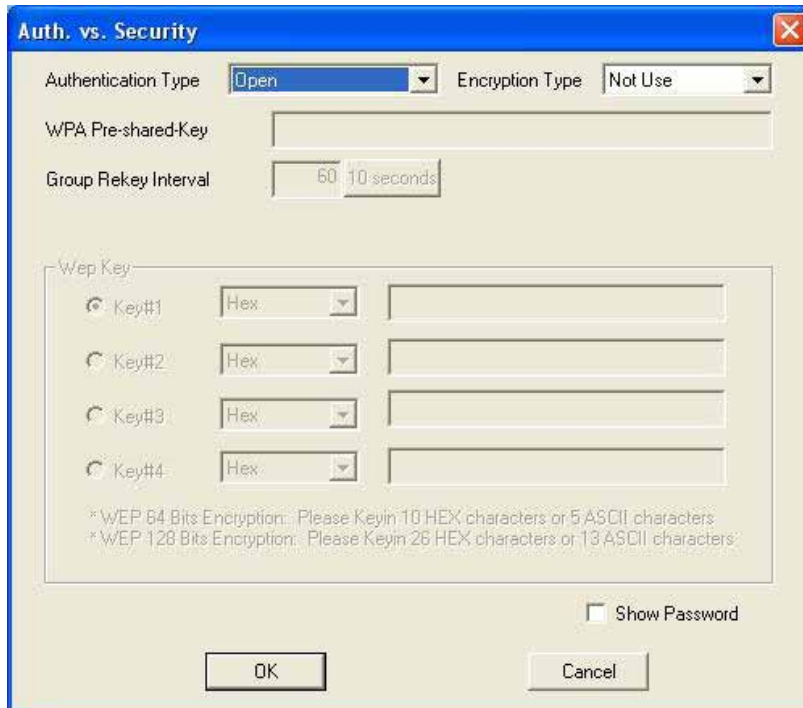 Auth. vs. Security
Authentication Type Open Encryption Type Not Use
WPA Pre-shared-Key
Group Rekey Interval 60 10 seconds
Wep Key
Key#1 Hex
Key#2 Hex
Key#3 Hex
Key#4 Hex
* WEP 64 Bits Encryption: Please Keyin 10 HEX characters or 5 ASCII characters
* WEP 128 Bits Encryption: Please Keyin 26 HEX characters or 13 ASCII characters
Show Password
OK Cancel